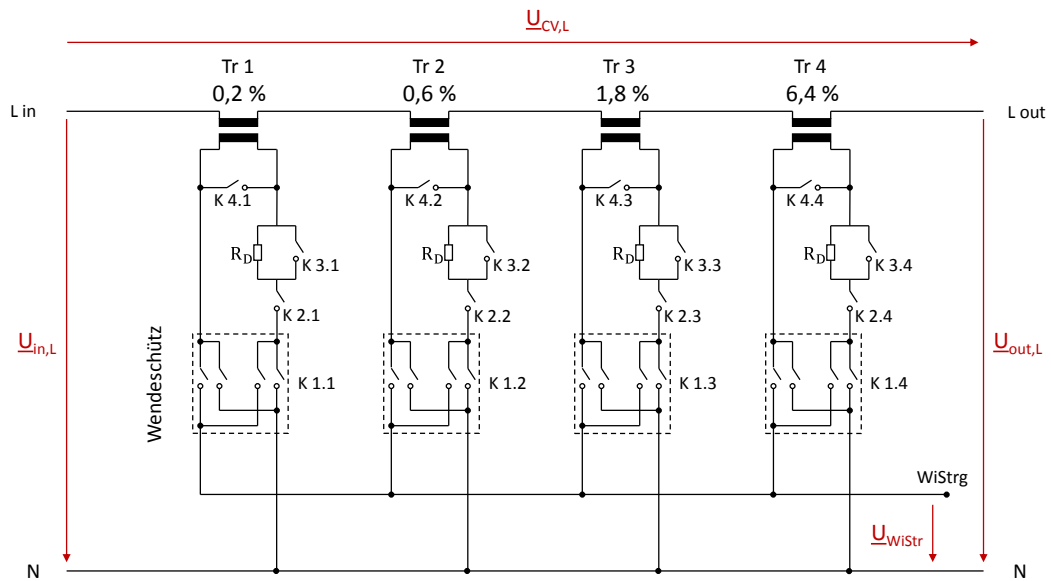 U_CV,L
Tr 1 Tr 2 Tr 3 Tr 4
0,2 % 0,6 % 1,8 % 6,4 %
L in L out
K 4.1 K 4.2 K 4.3 K 4.4
R_D K 3.1 R_D K 3.2 R_D K 3.3 R_D K 3.4
K 2.1 K 2.2 K 2.3 K 2.4
U_in,L U_out,L
Wendeschütz
K 1.1 K 1.2 K 1.3 K 1.4
WiStrg
U_WiStr
N N